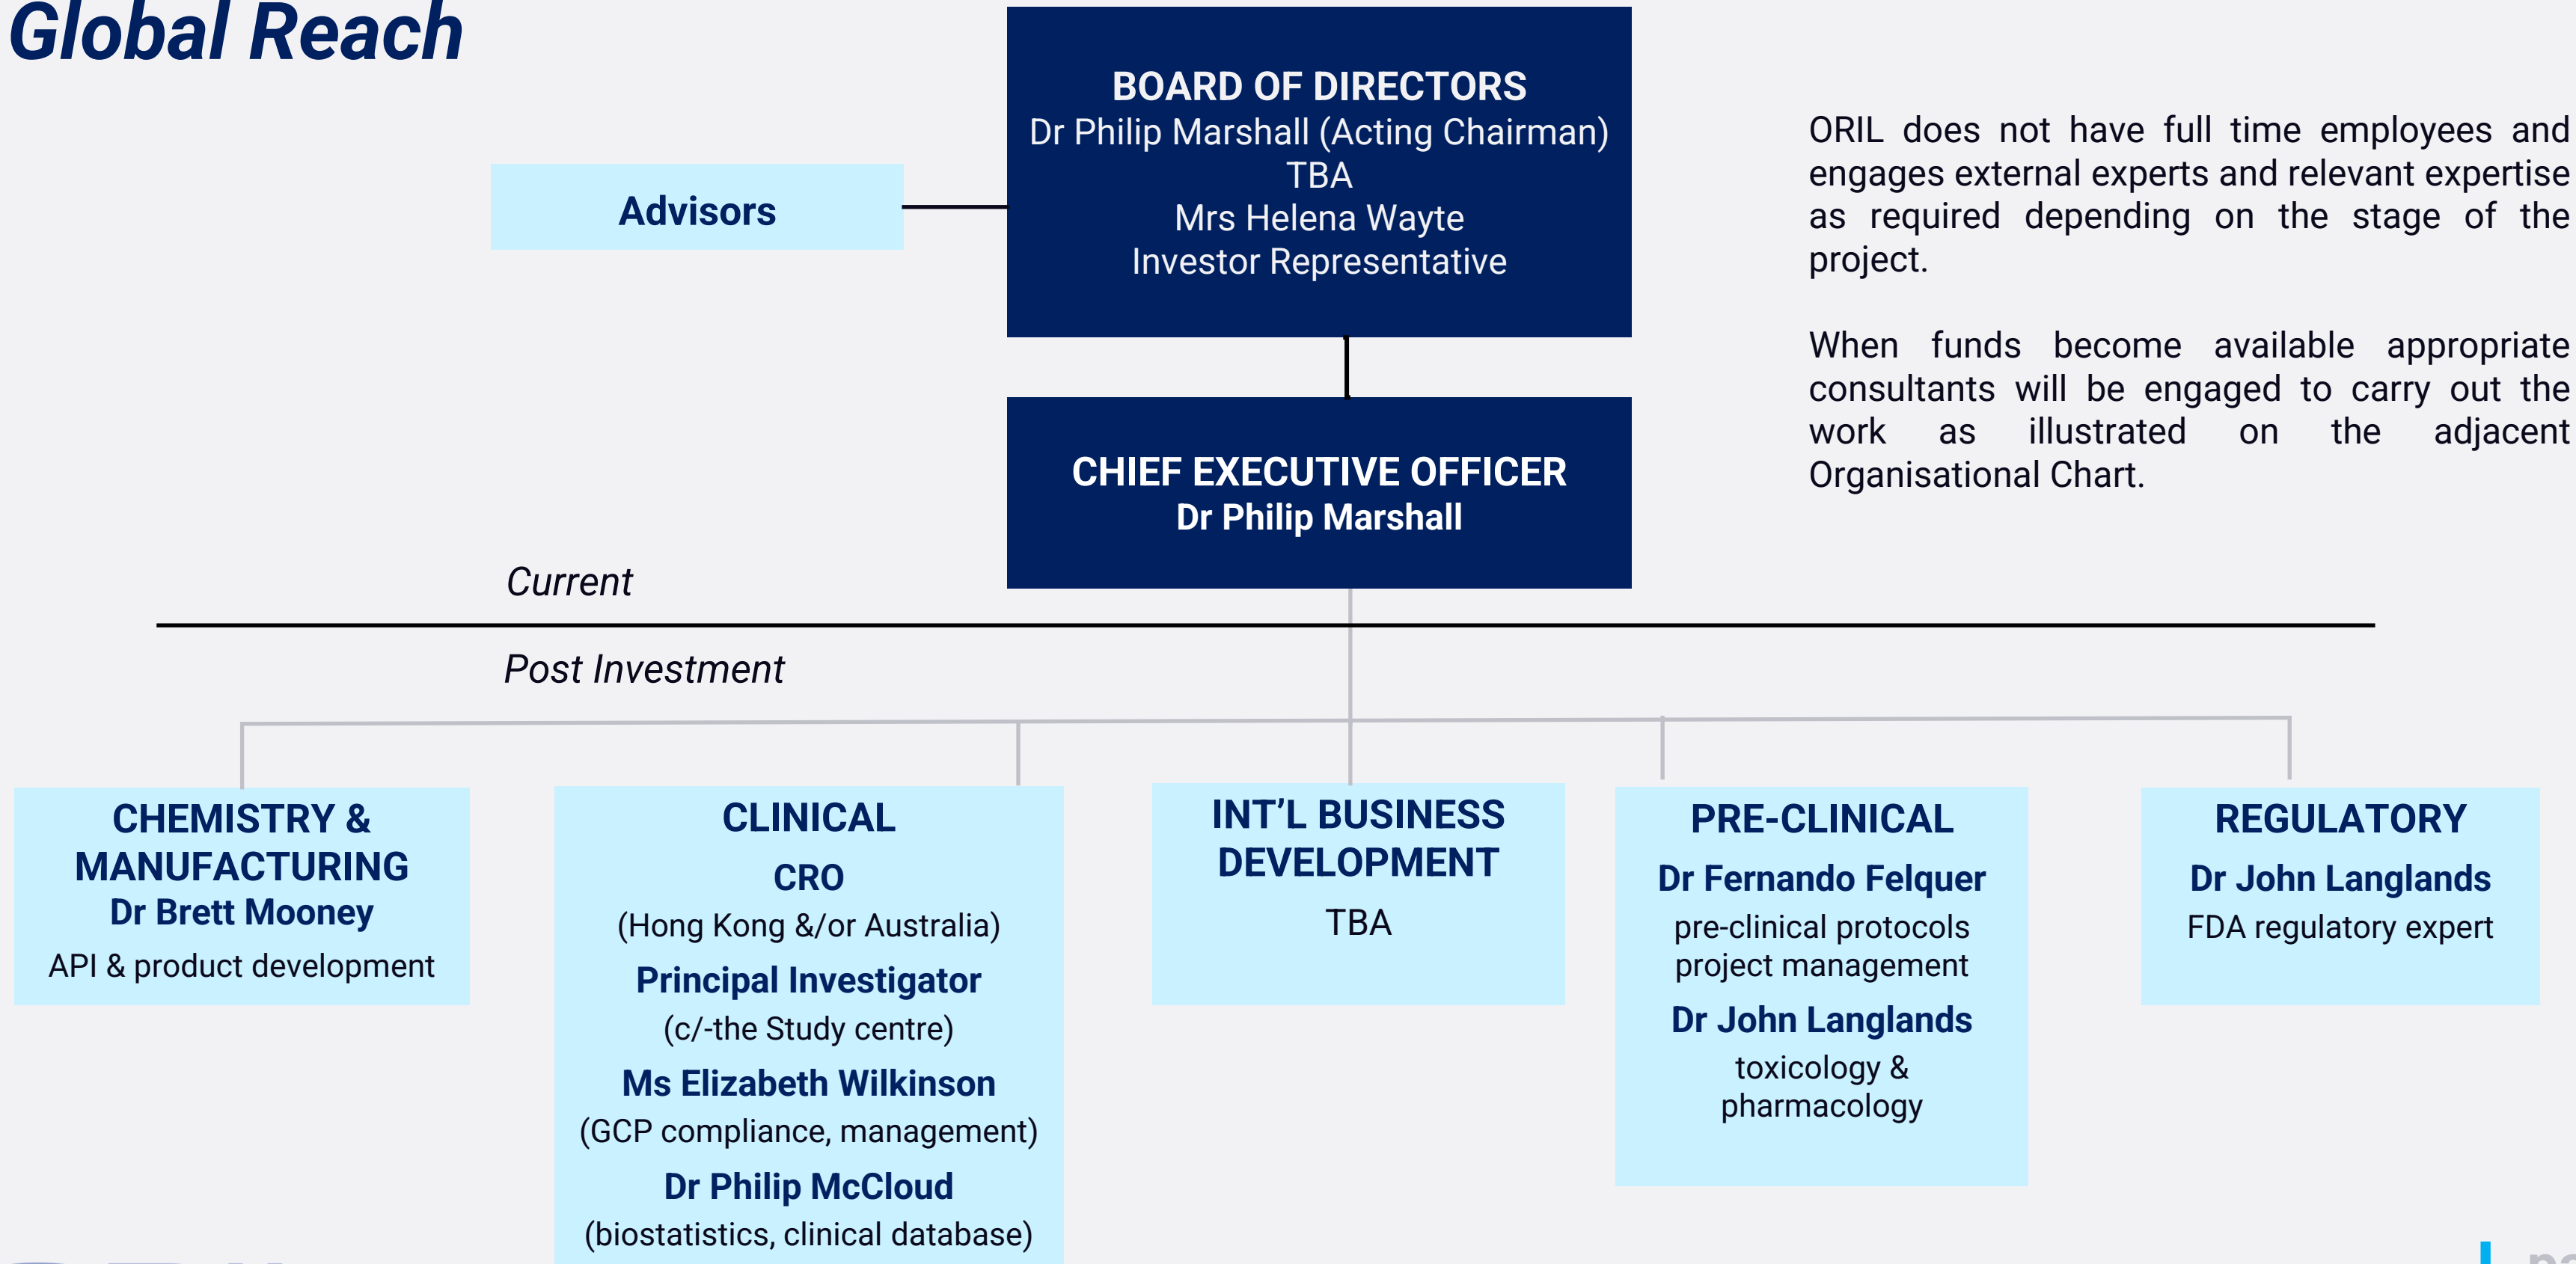 Global Reach
BOARD OF DIRECTORS
Dr Philip Marshall (Acting Chairman)
TBA
Mrs Helena Wayte
Investor Representative
Advisors
ORIL does not have full time employees and
engages external experts and relevant expertise
as required depending on the stage of the
project.
When funds become available appropriate
consultants will be engaged to carry out the
work as illustrated on the adjacent
Organisational Chart.
CHIEF EXECUTIVE OFFICER
Dr Philip Marshall
Current
Post Investment
CHEMISTRY &
MANUFACTURING
Dr Brett Mooney
API & product development
CLINICAL
CRO
(Hong Kong &/or Australia)
Principal Investigator
(c/-the Study centre)
Ms Elizabeth Wilkinson
(GCP compliance, management)
Dr Philip McCloud
(biostatistics, clinical database)
INT’L BUSINESS
DEVELOPMENT
TBA
PRE-CLINICAL
Dr Fernando Felquer
pre-clinical protocols
project management
Dr John Langlands
toxicology &
pharmacology
REGULATORY
Dr John Langlands
FDA regulatory expert